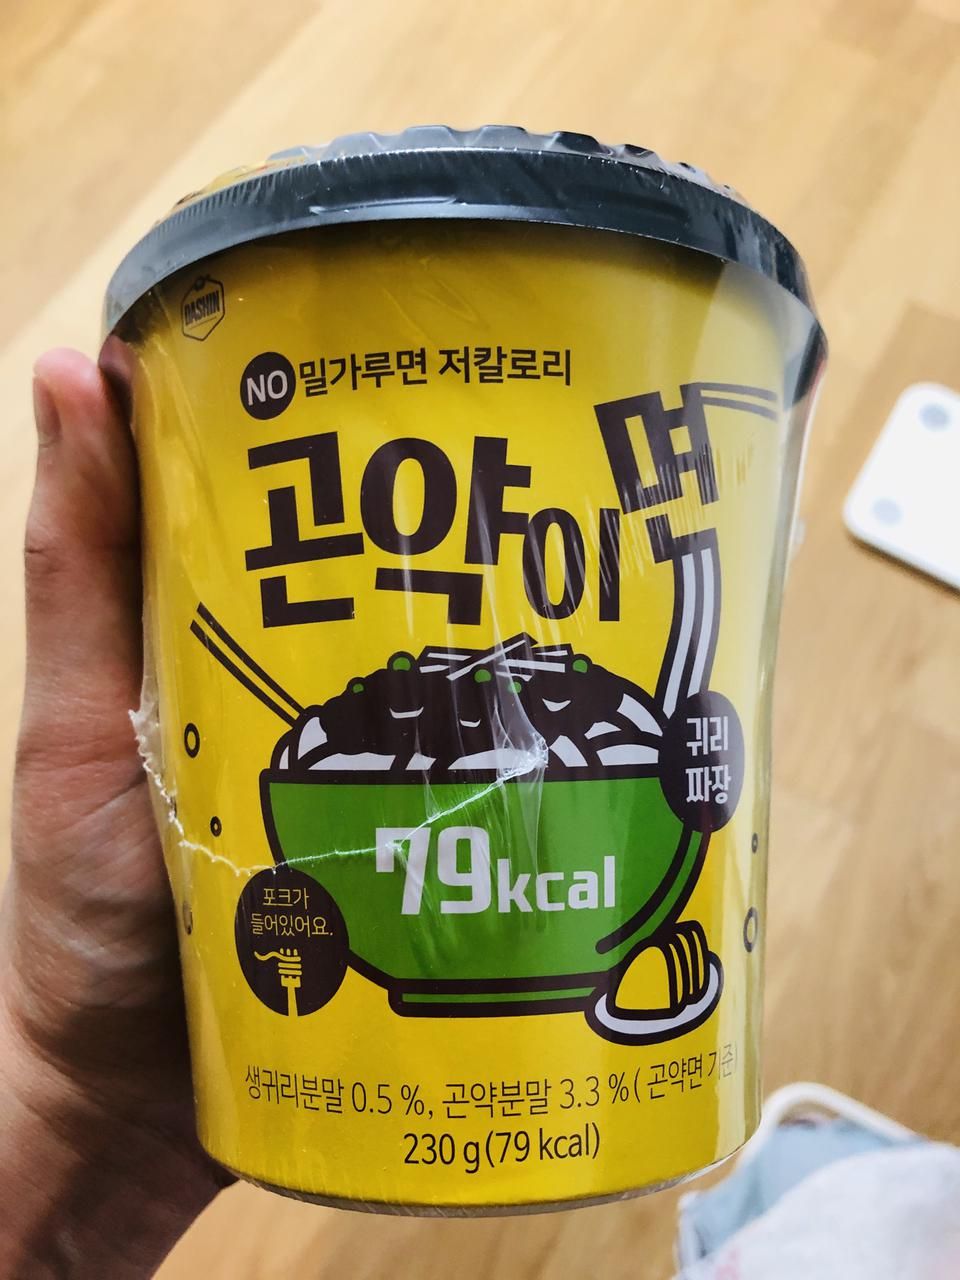 DASHIN
NO 밀가루면 저칼로리
곤약이면
귀리
짜장
79kcal
포크가
들어있어요.
생귀리분말 0.5 %, 곤약분말 3.3 %( 곤약면 기준)
230 g(79 kcal)